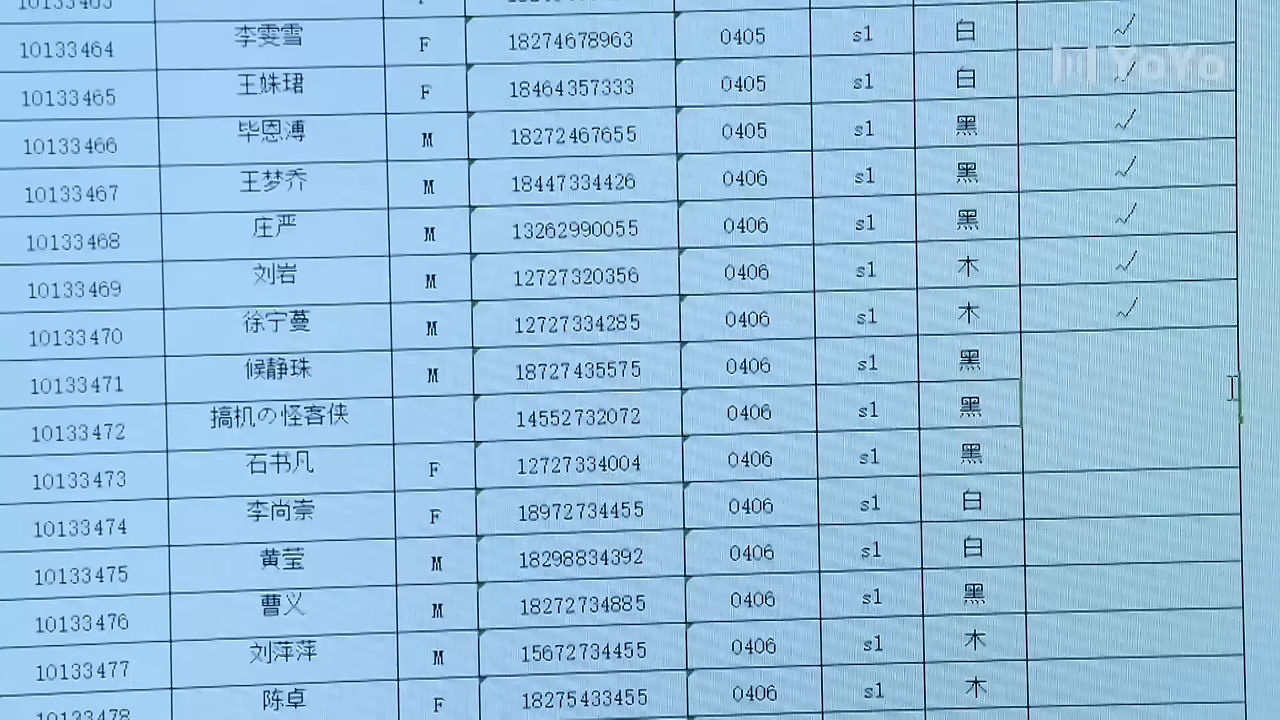 10133464 李雯雪 F 18274678963 0405 s1 白 ✓
10133465 王姝珺 F 18464357333 0405 s1 白 ✓
10133466 毕恩溥 M 18272467655 0405 s1 黑 ✓
10133467 王梦乔 M 18447334426 0406 s1 黑 ✓
10133468 庄严 M 13262990055 0406 s1 黑 ✓
10133469 刘岩 M 12727320356 0406 s1 木 ✓
10133470 徐宁蔓 M 12727334285 0406 s1 木 ✓
10133471 候静珠 M 18727435575 0406 s1 黑
10133472 搞机の怪客侠 14552732072 0406 s1 黑
10133473 石书凡 F 12727334004 0406 s1 黑
10133474 李尚崇 F 18972734455 0406 s1 白
10133475 黄莹 M 18298834392 0406 s1 白
10133476 曹义 M 18272734885 0406 s1 黑
10133477 刘萍萍 M 15672734455 0406 s1 木
10133478 陈卓 F 18275433455 0406 s1 木
YoYo